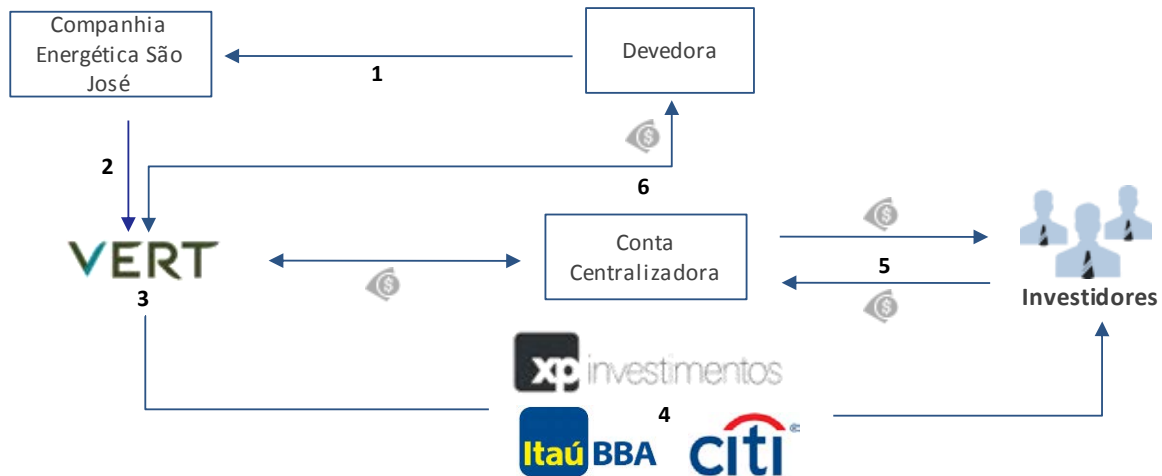 Companhia
Energética São
José
Devedora
1
2
6
VERT
3
Conta
Centralizadora
5
Investidores
xp investimentos
4
Itaú BBA
citi